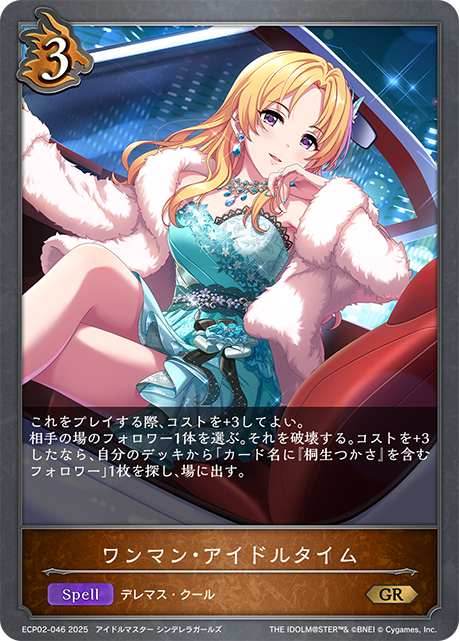 3
これをプレイする際、コストを+3してよい。
相手の場のフォロワー1体を選ぶ。それを破壊する。コストを+3
したなら、自分のデッキから「カード名に『桐生つかさ』を含む
フォロワー」1枚を探し、場に出す。
ワンマン・アイドルタイム
Spell デレマス・クール GR
ECP02-046 2025 アイドルマスター シンデレラガールズ THE IDOLM@STER™& ©BNEI © Cygames, Inc.